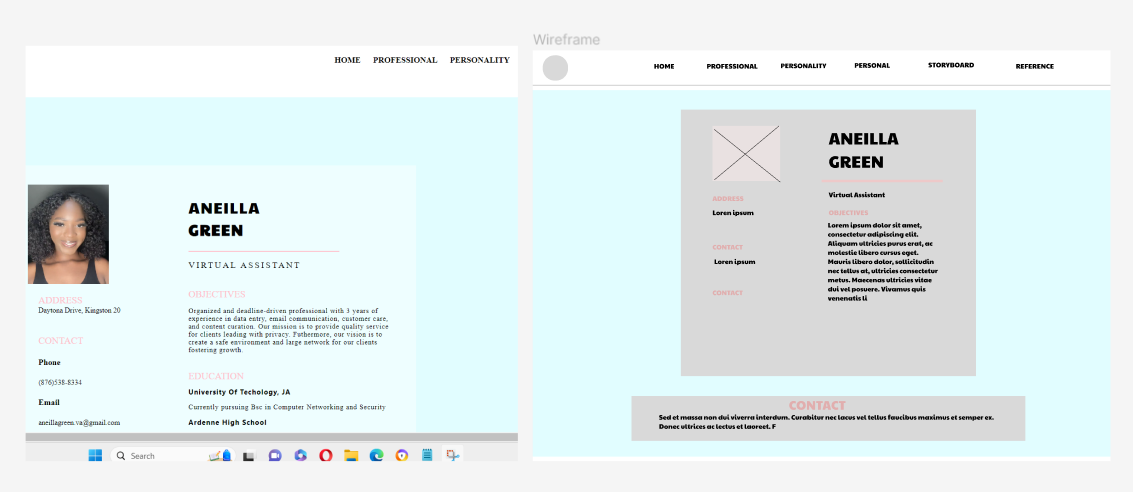 Wireframe
HOME PROFESSIONAL PERSONALITY
ANEILLA
GREEN
VIRTUAL ASSISTANT
ADDRESS
Daytona Drive, Kingston 20
CONTACT
Phone
(876)538-8334
Email
aneillagreen.va@gmail.com
OBJECTIVES
Organized and deadline-driven professional with 3 years of
experience in data entry, email communication, customer care,
and content curation. Our mission is to provide quality service
for clients leading with privacy. Futhermore, our vision is to
create a safe environment and large network for our clients
fostering growth.
EDUCATION
University Of Techology, JA
Currently pursuing Bsc in Computer Networking and Security
Ardenne High School
Search
HOME PROFESSIONAL PERSONALITY PERSONAL STORYBOARD REFERENCE
ANEILLA
GREEN
Virtual Assistant
ADDRESS
Loren ipsum
CONTACT
Loren ipsum
CONTACT
OBJECTIVES
Lorem ipsum dolor sit amet,
consectetur adipiscing elit.
Aliquam ultricies purus erat, ac
molestie libero cursus eget.
Mauris libero dolor, sollicitudin
nec tellus at, ultricies consectetur
metus. Maecenas ultricies vitae
dui vel posuere. Vivamus quis
venenatis li
CONTACT
Sed et massa non dui viverra interdum. Curabitur nec lacus vel tellus faucibus maximus et semper ex.
Donec ultrices ac lectus et laoreet. F